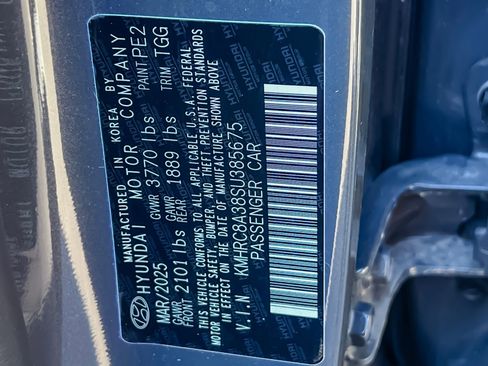 MANUFACTURED IN KOREA BY
HYUNDAI MOTOR COMPANY
MAR/2025 GVWR 3770 lbs PAINT PE2
GAWR FRONT 2101 lbs GAWR REAR 1889 lbs TRIM TGG
THIS VEHICLE CONFORMS TO ALL APPLICABLE U.S.A. FEDERAL
MOTOR VEHICLE SAFETY, BUMPER, AND THEFT PREVENTION STANDARDS
IN EFFECT ON THE DATE OF MANUFACTURE SHOWN ABOVE
V.I.N KMHRC8A38SU385675
PASSENGER CAR